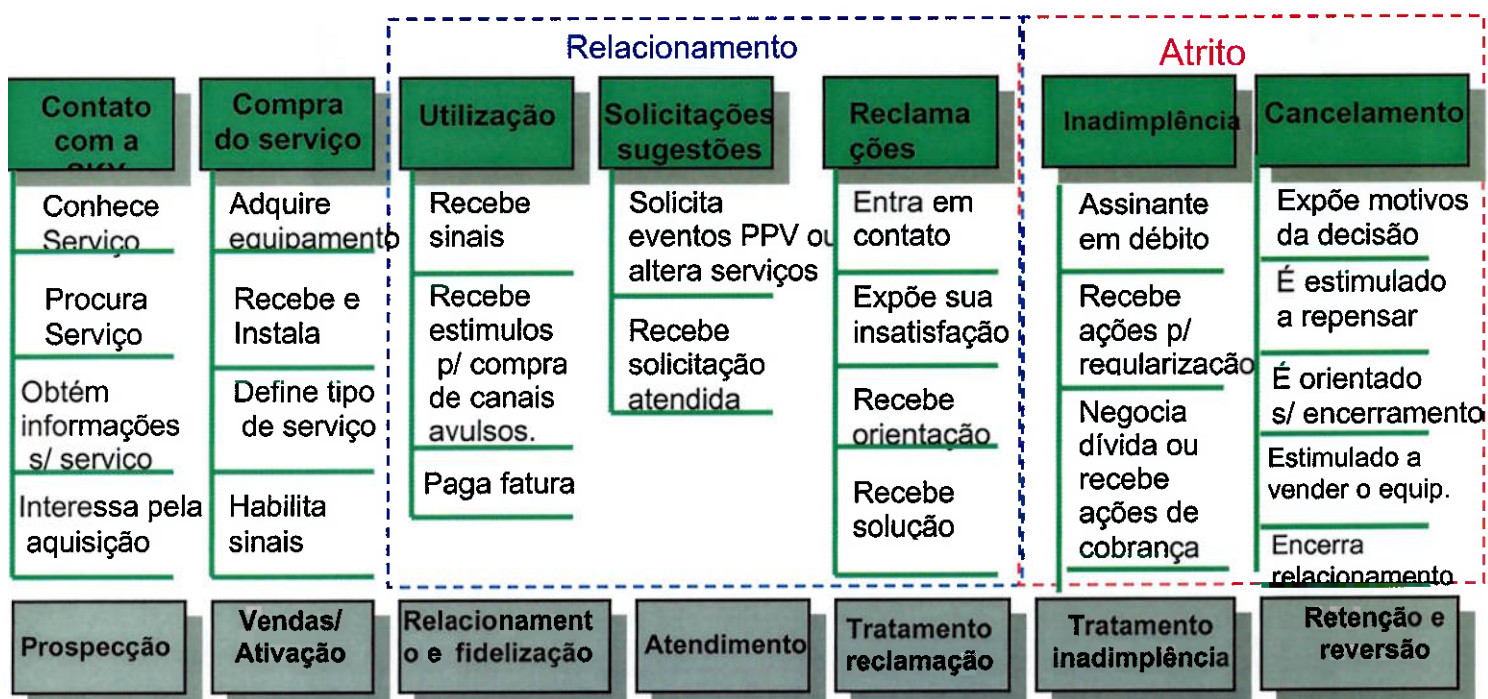 Relacionamento
Atrito
Contato
com a
SKY
Compra
do serviço
Utilização
Solicitações
sugestões
Reclama
ções
Inadimplência
Cancelamento
Conhece
Serviço
Procura
Serviço
Obtém
informações
s/ servico
Interessa pela
aquisição
Adquire
equipamento
Recebe e
Instala
Define tipo
de serviço
Habilita
sinais
Recebe
sinais
Recebe
estimulos
p/ compra
de canais
avulsos.
Paga fatura
Solicita
eventos PPV ou
altera serviços
Recebe
solicitação
atendida
Entra em
contato
Expõe sua
insatisfação
Recebe
orientação
Recebe
solução
Assinante
em débito
Recebe
ações p/
regularização
Negocia
dívida ou
recebe
ações de
cobrança
Expõe motivos
da decisão
É estimulado
a repensar
É orientado
s/ encerramento
Estimulado a
vender o equip.
Encerra
relacionamento
Prospecção
Vendas/
Ativação
Relacionament
o e fidelização
Atendimento
Tratamento
reclamação
Tratamento
inadimplência
Retenção e
reversão